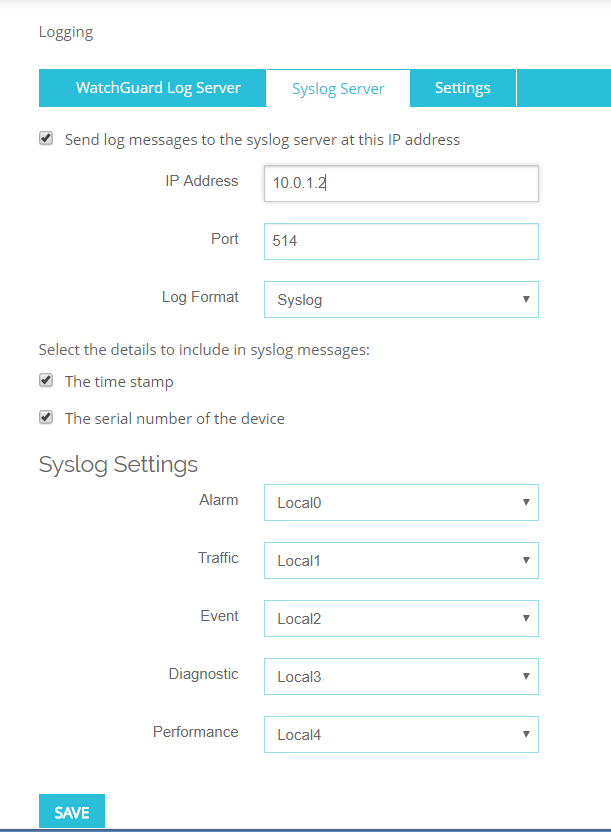 Logging
WatchGuard Log Server Syslog Server Settings
Send log messages to the syslog server at this IP address
IP Address 10.0.1.2
Port 514
Log Format Syslog
Select the details to include in syslog messages:
The time stamp
The serial number of the device
Syslog Settings
Alarm Local0
Traffic Local1
Event Local2
Diagnostic Local3
Performance Local4
SAVE